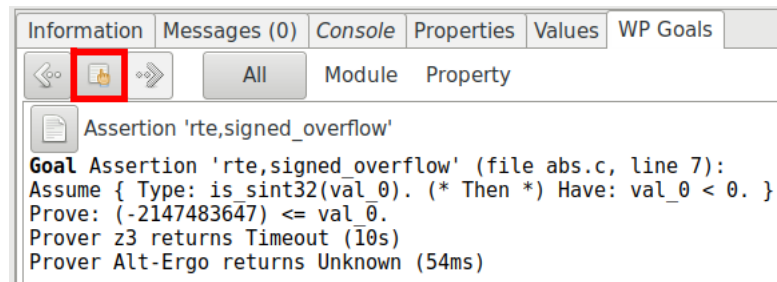 Information Messages (0) Console Properties Values WP Goals
All Module Property
Assertion 'rte,signed_overflow'
Goal Assertion 'rte,signed_overflow' (file abs.c, line 7):
Assume { Type: is_sint32(val_0). (* Then *) Have: val_0 < 0. }
Prove: (-2147483647) <= val_0.
Prover z3 returns Timeout (10s)
Prover Alt-Ergo returns Unknown (54ms)